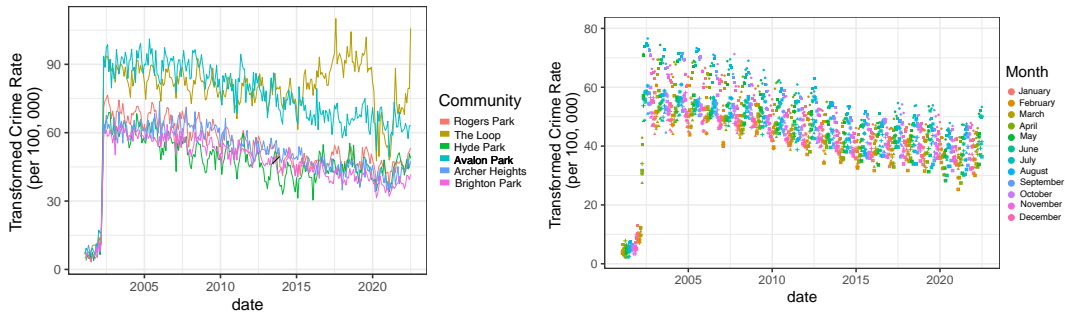 Transformed Crime Rate
(per 100, 000)
90
60
30
0
2005
2010
2015
2020
date
Community
Rogers Park
The Loop
Hyde Park
Avalon Park
Archer Heights
Brighton Park
Transformed Crime Rate
(per 100, 000)
80
60
40
20
0
2005
2010
2015
2020
date
Month
January
February
March
April
May
June
July
August
September
October
November
December